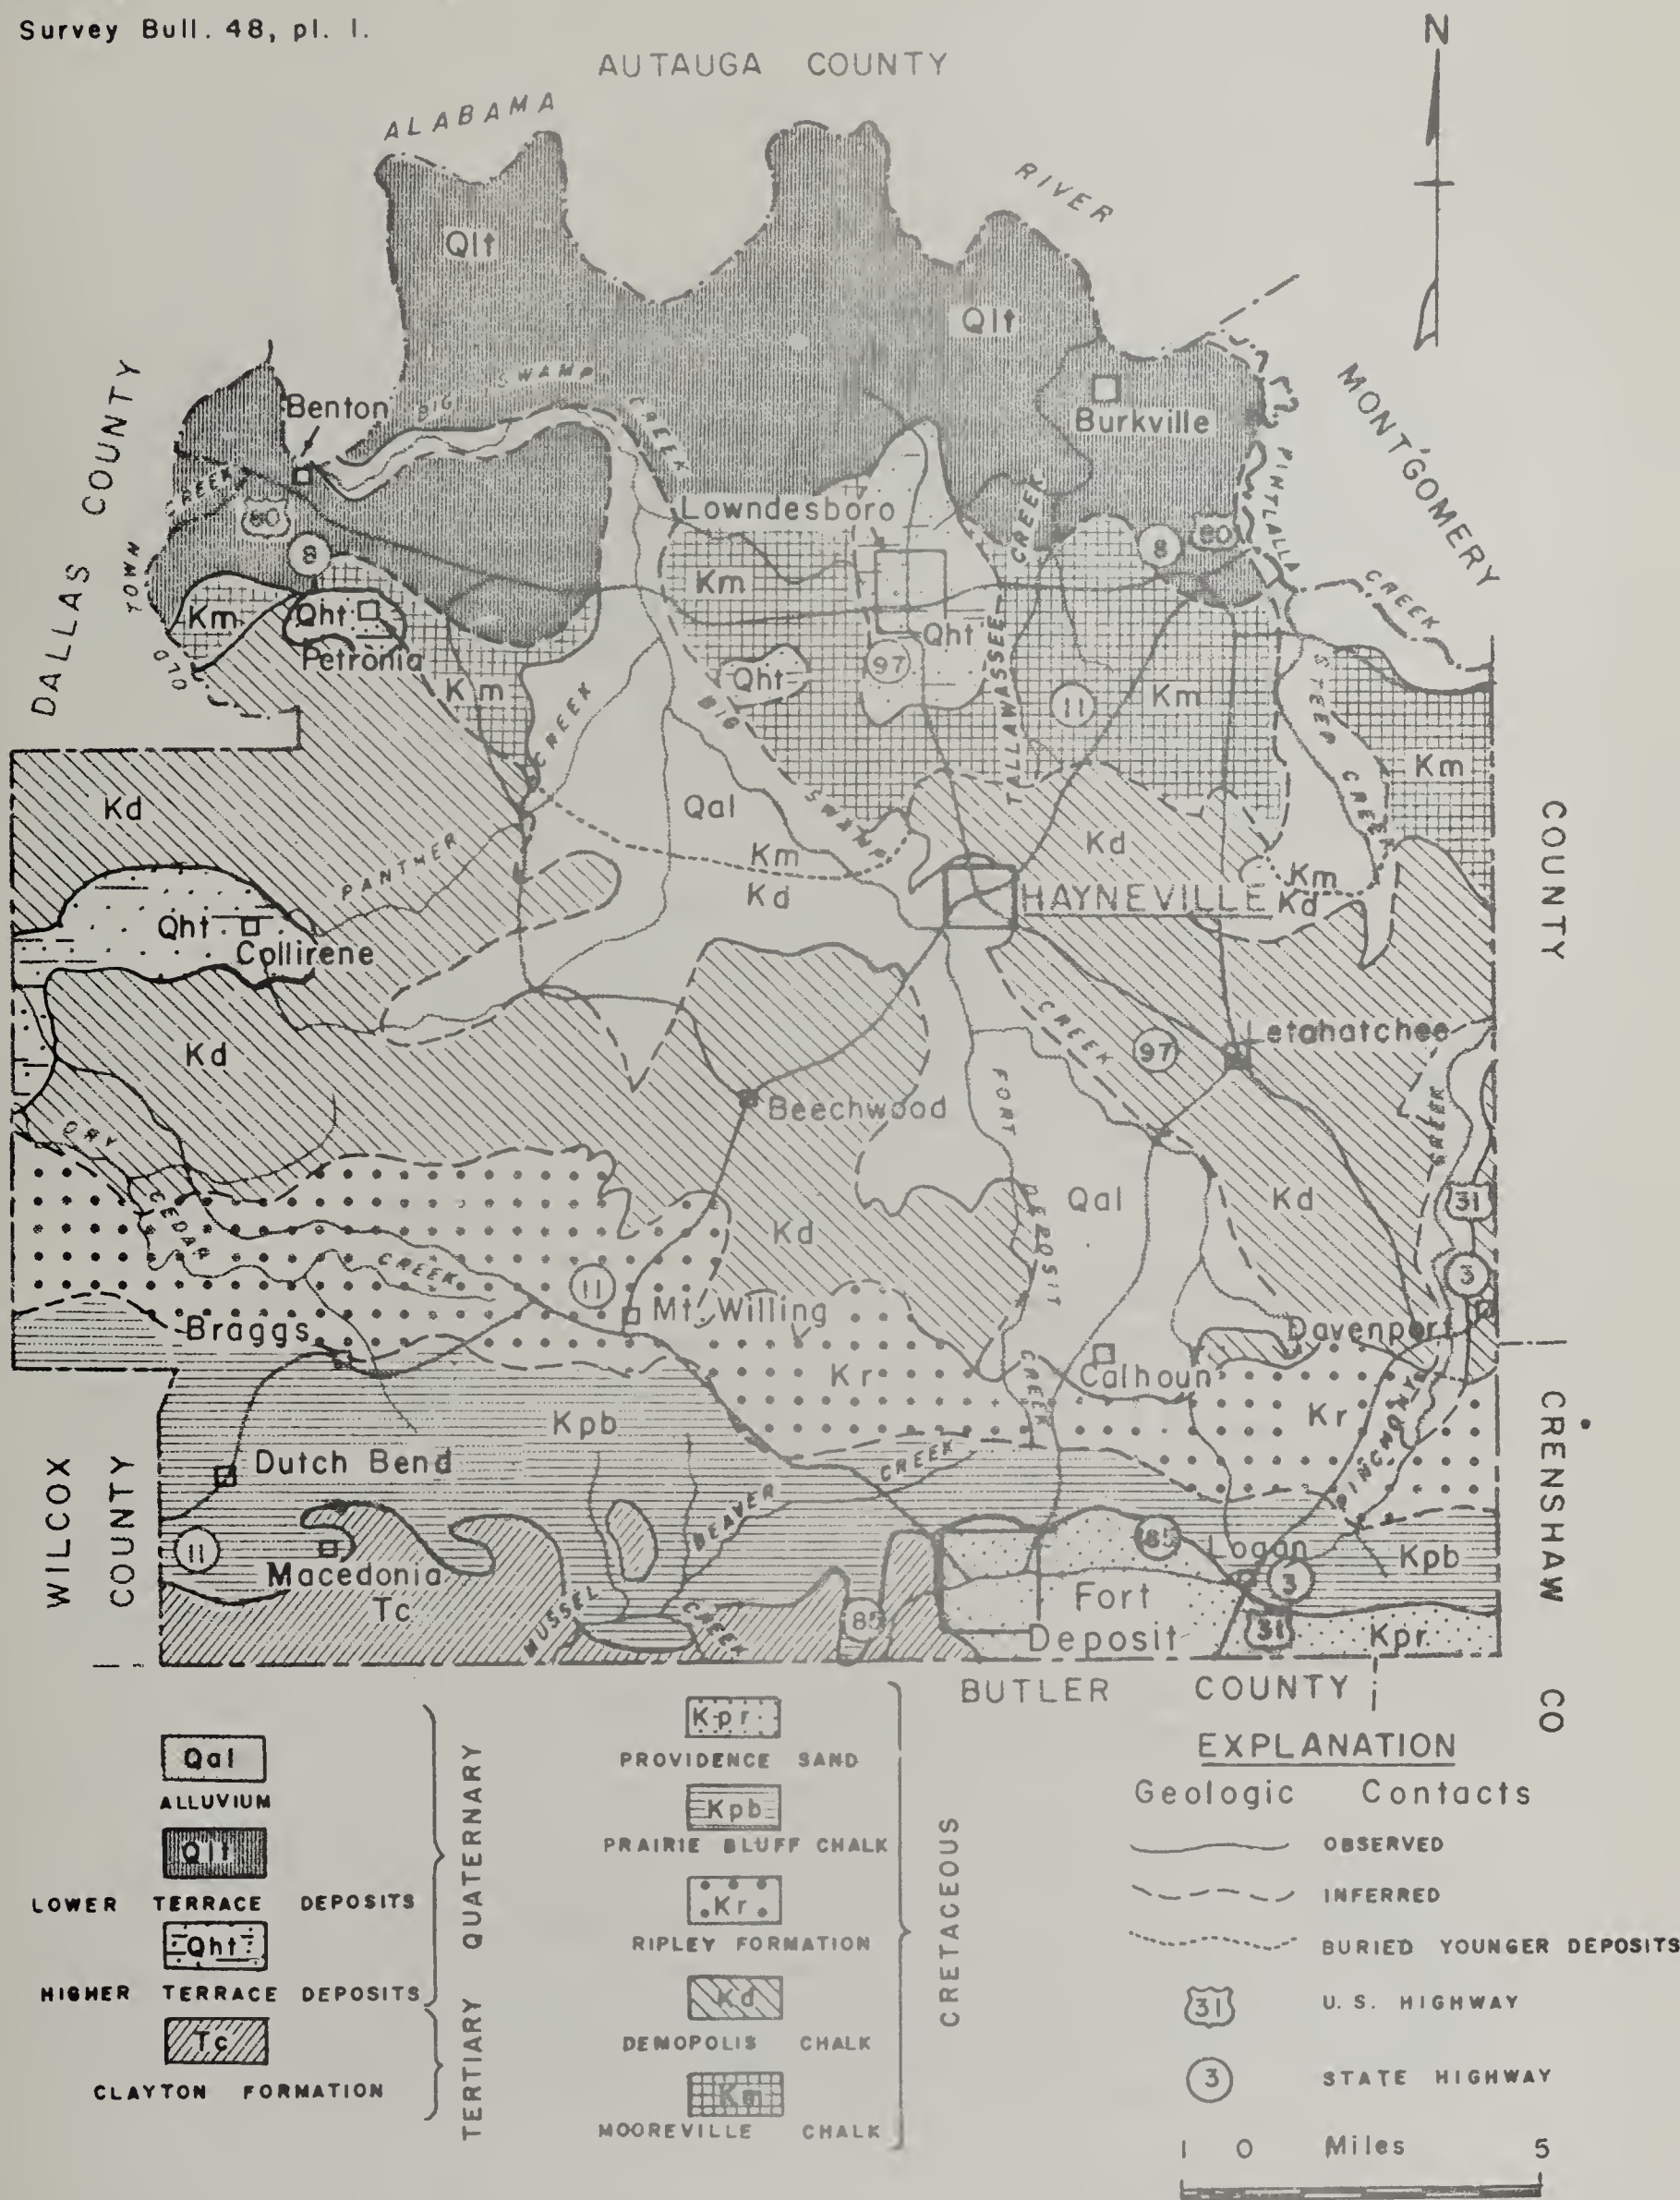 Survey Bull. 48, pl. 1.
N
AUTAUGA COUNTY
ALABAMA
RIVER
Qlt
Qlt
DALLAS COUNTY
MONTGOMERY
COUNTY
Benton
BIG SWAMP
CREEK
Burkville
CREEK
80
Lowndesboro
CREEK
PINTLALLA
8
8
80
CREEK
OLD TOWN
Km
Qht
Petronia
Km
Km
Qht
Qht
97
TALLAWASSEE
11
Km
STEEP CREEK
Km
CREEK
BIG
SWAMP
Kd
Qal
Kd
PANTHER
Km
Kd
Km
Kd
HAYNEVILLE
Qht
Collirene
CREEK
97
Letohatchee
Kd
FORT
Beechwood
CREEK
DRY
CEDAR
CREEK
Kd
DEPOSIT
Qal
Kd
31
11
3
Mt. Willing
Braggs
Davenport
Calhoun
Kr
CREEK
Kr
PINCHONY
CRENSHAW CO
Kpb
WILCOX
COUNTY
Dutch Bend
CREEK
BEAVER
11
Macedonia
Tc
MUSSEL
CREEK
85
85
Logan
3
Kpb
Fort
Deposit
31
Kpr
BUTLER COUNTY
Qal
ALLUVIUM
Qlt
LOWER TERRACE DEPOSITS
Qht
HIGHER TERRACE DEPOSITS
QUATERNARY
Tc
CLAYTON FORMATION
TERTIARY
Kpr
PROVIDENCE SAND
Kpb
PRAIRIE BLUFF CHALK
Kr
RIPLEY FORMATION
Kd
DEMOPOLIS CHALK
Km
MOOREVILLE CHALK
CRETACEOUS
EXPLANATION
Geologic Contacts
OBSERVED
INFERRED
BURIED YOUNGER DEPOSITS
31
U. S. HIGHWAY
3
STATE HIGHWAY
1 0 Miles 5